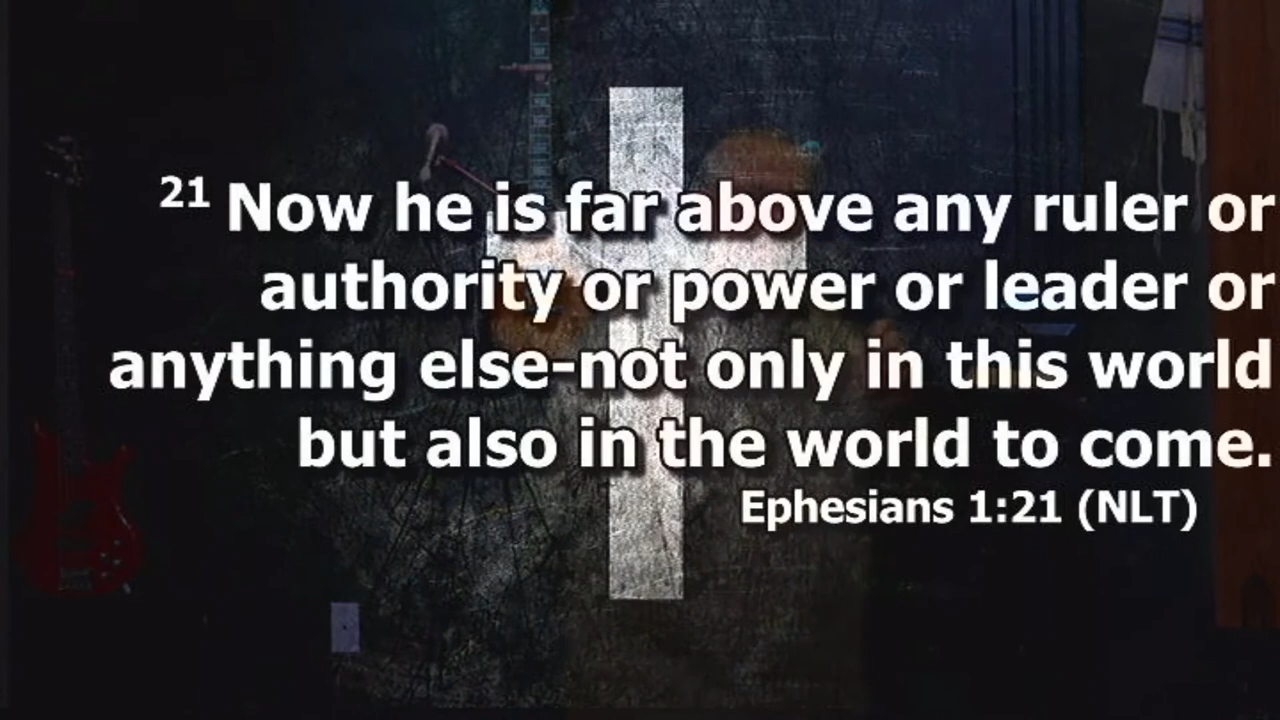 21 Now he is far above any ruler or
authority or power or leader or
anything else-not only in this world
but also in the world to come.
Ephesians 1:21 (NLT)